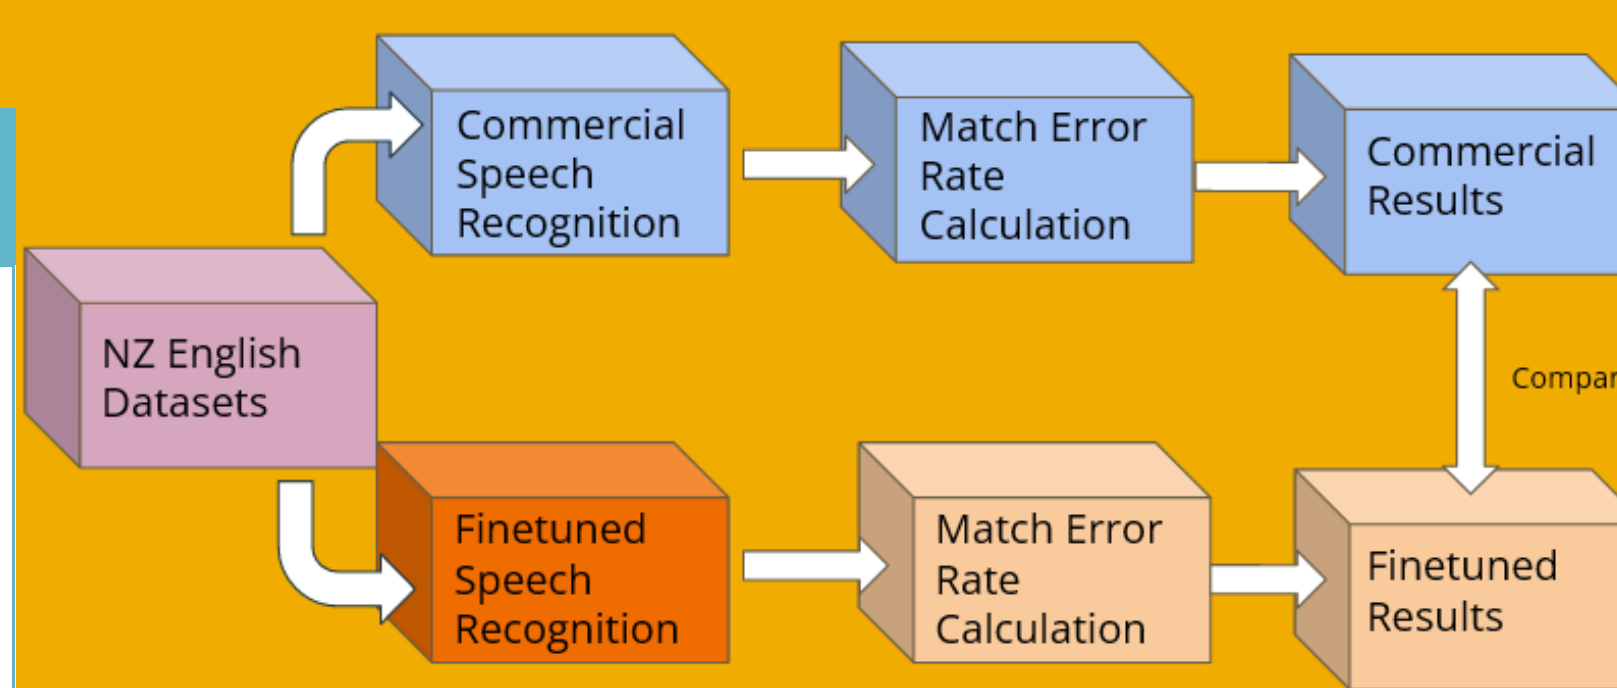 Commercial
Speech
Recognition
Match Error
Rate
Calculation
Commercial
Results
NZ English
Datasets
Compar
Finetuned
Speech
Recognition
Match Error
Rate
Calculation
Finetuned
Results